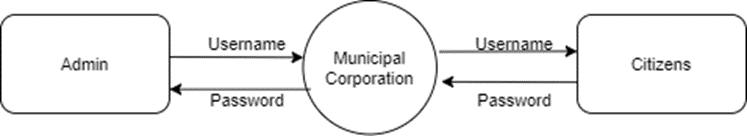 Username
Username
Admin
Municipal
Corporation
Citizens
Password
Password